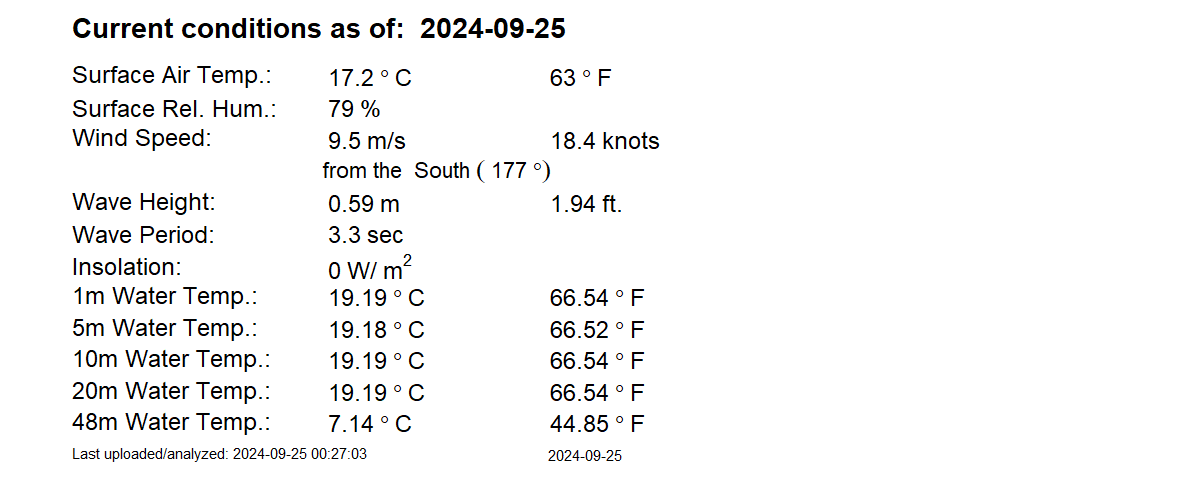 Current conditions as of:  2024-09-25
Surface Air Temp.: 17.2 ° C 63 ° F
Surface Rel. Hum.: 79 %
Wind Speed: 9.5 m/s 18.4 knots
from the  South ( 177 °)
Wave Height: 0.59 m 1.94 ft.
Wave Period: 3.3 sec
Insolation: 0 W/ m²
1m Water Temp.: 19.19 ° C 66.54 ° F
5m Water Temp.: 19.18 ° C 66.52 ° F
10m Water Temp.: 19.19 ° C 66.54 ° F
20m Water Temp.: 19.19 ° C 66.54 ° F
48m Water Temp.: 7.14 ° C 44.85 ° F
Last uploaded/analyzed: 2024-09-25 00:27:03 2024-09-25